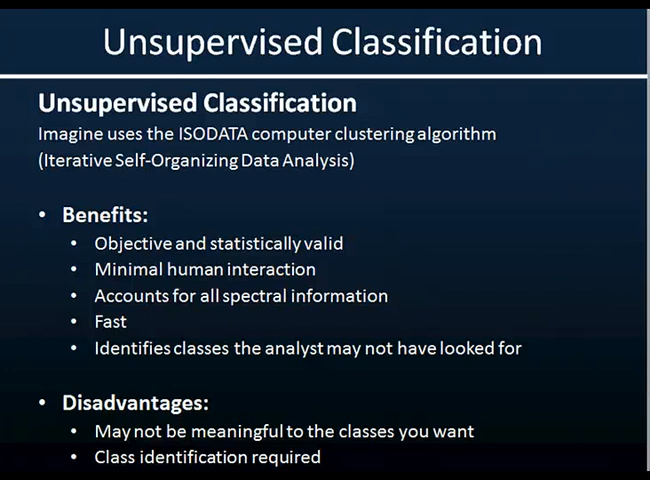 Unsupervised Classification
Unsupervised Classification
Imagine uses the ISODATA computer clustering algorithm
(Iterative Self-Organizing Data Analysis)
• Benefits:
• Objective and statistically valid
• Minimal human interaction
• Accounts for all spectral information
• Fast
• Identifies classes the analyst may not have looked for
• Disadvantages:
• May not be meaningful to the classes you want
• Class identification required